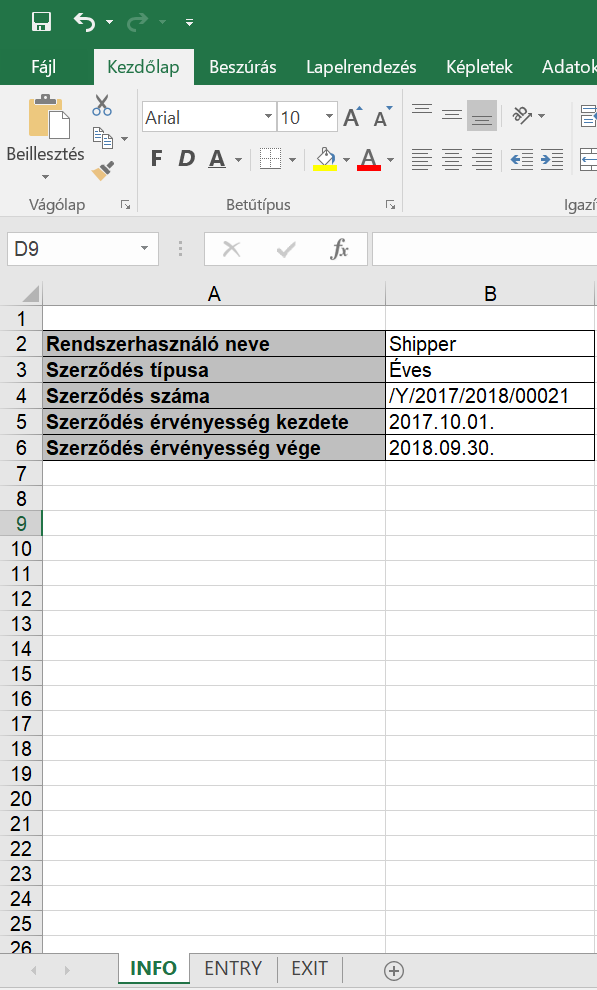 Fájl Kezdőlap Beszúrás Lapelrendezés Képletek Adatok
Beillesztés
Arial 10 A A
F D A A
Vágólap Betűtípus Igazí
D9 fx
A B
1
2 Rendszerhasználó neve Shipper
3 Szerződés típusa Éves
4 Szerződés száma /Y/2017/2018/00021
5 Szerződés érvényesség kezdete 2017.10.01.
6 Szerződés érvényesség vége 2018.09.30.
7
8
9
10
11
12
13
14
15
16
17
18
19
20
21
22
23
24
25
26
INFO ENTRY EXIT